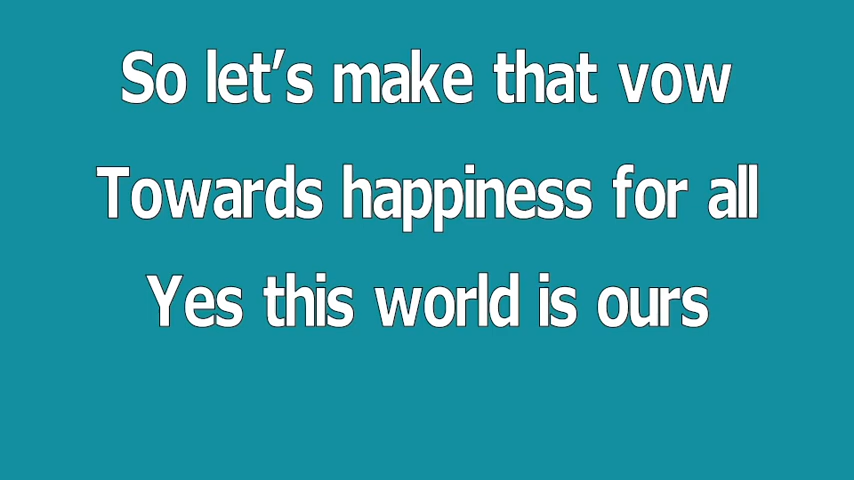 So let’s make that vow
Towards happiness for all
Yes this world is ours